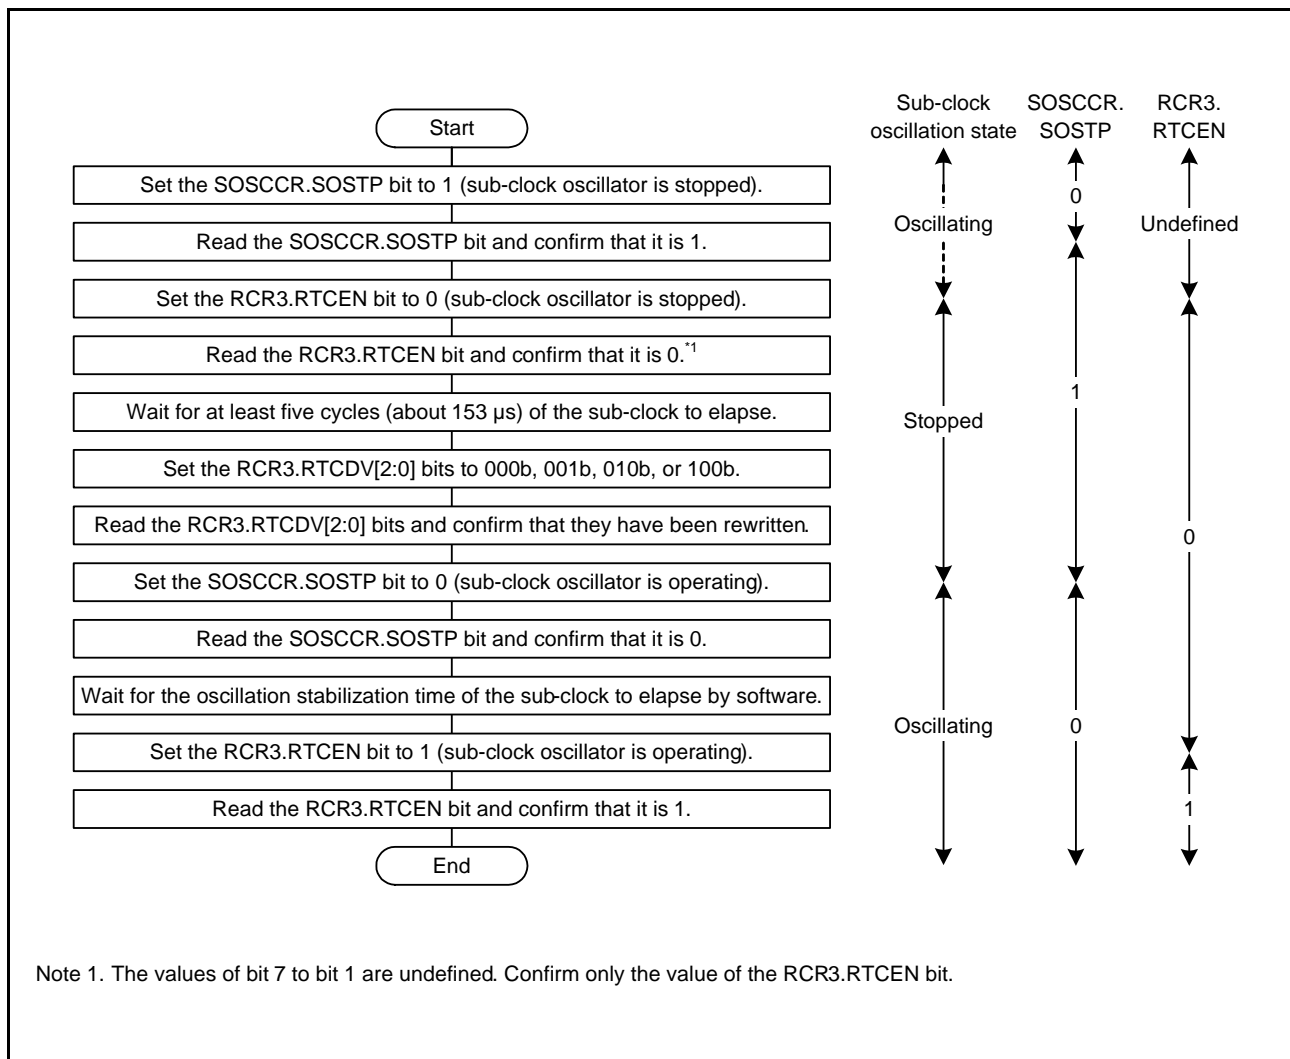 Sub-clock oscillation state
SOSCCR. SOSTP
RCR3. RTCEN
Start
Set the SOSCCR.SOSTP bit to 1 (sub-clock oscillator is stopped).
Read the SOSCCR.SOSTP bit and confirm that it is 1.
Set the RCR3.RTCEN bit to 0 (sub-clock oscillator is stopped).
Read the RCR3.RTCEN bit and confirm that it is 0.*1
Wait for at least five cycles (about 153 µs) of the sub-clock to elapse.
Set the RCR3.RTCDV[2:0] bits to 000b, 001b, 010b, or 100b.
Read the RCR3.RTCDV[2:0] bits and confirm that they have been rewritten.
Set the SOSCCR.SOSTP bit to 0 (sub-clock oscillator is operating).
Read the SOSCCR.SOSTP bit and confirm that it is 0.
Wait for the oscillation stabilization time of the sub-clock to elapse by software.
Set the RCR3.RTCEN bit to 1 (sub-clock oscillator is operating).
Read the RCR3.RTCEN bit and confirm that it is 1.
End
Oscillating
Stopped
Oscillating
0
1
0
Undefined
0
1
Note 1. The values of bit 7 to bit 1 are undefined. Confirm only the value of the RCR3.RTCEN bit.